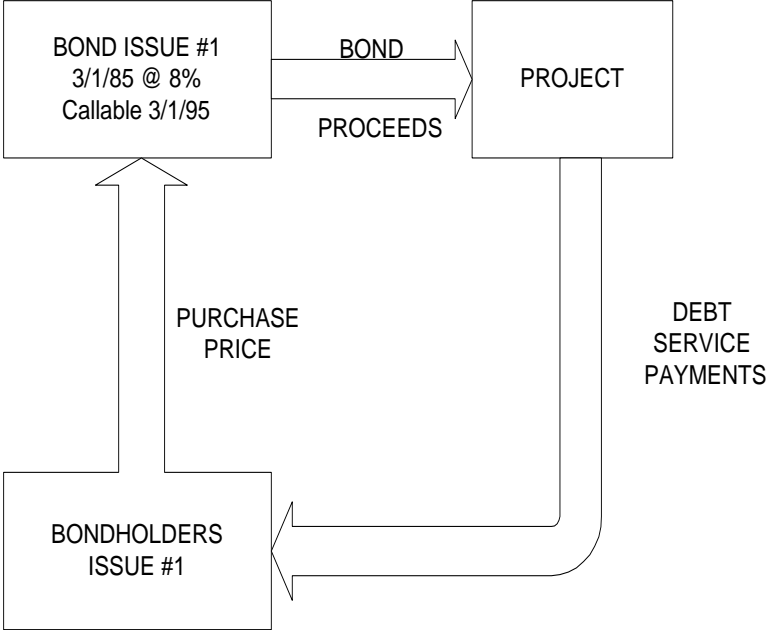 BOND ISSUE #1
3/1/85 @ 8%
Callable 3/1/95
BOND
PROCEEDS
PROJECT
PURCHASE
PRICE
DEBT
SERVICE
PAYMENTS
BONDHOLDERS
ISSUE #1